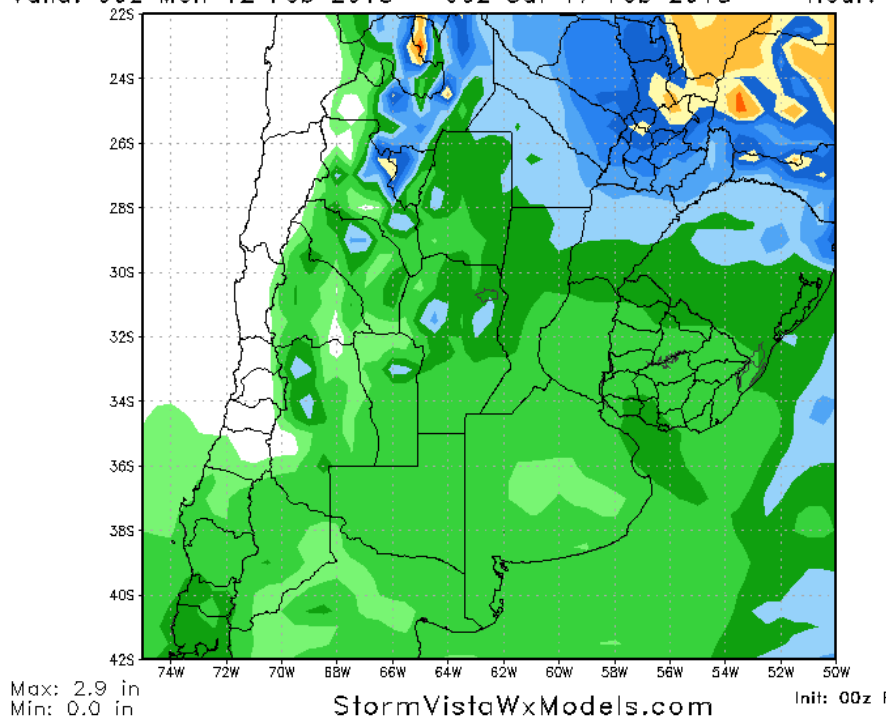 22S
24S
26S
28S
30S
32S
34S
36S
38S
40S
42S
74W 72W 70W 68W 66W 64W 62W 60W 58W 56W 54W 52W 50W
Max: 2.9 in
Min: 0.0 in
StormVistaWxModels.com
Init: 00z